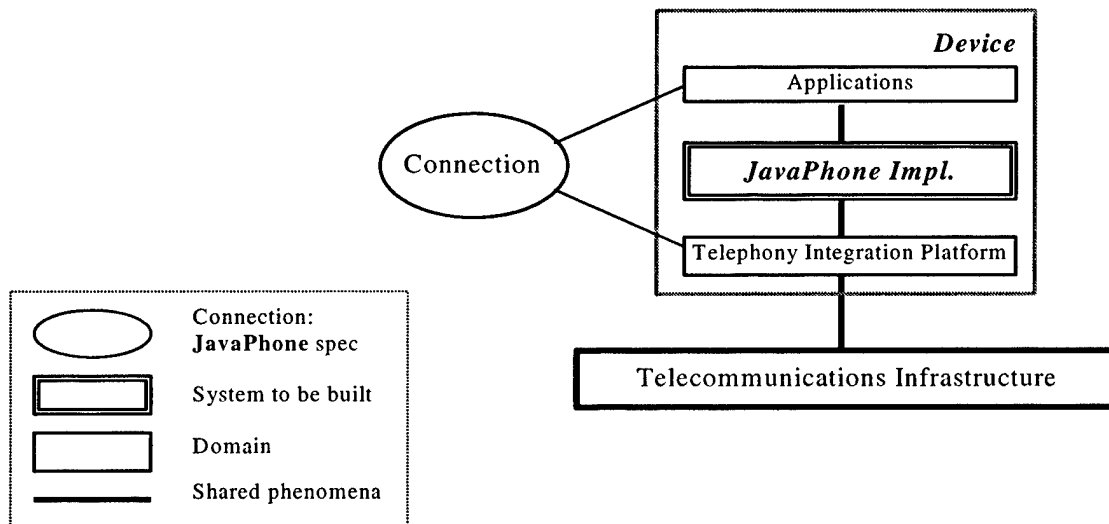 Device
Applications
Connection
JavaPhone Impl.
Telephony Integration Platform
Telecommunications Infrastructure
Connection:
JavaPhone spec
System to be built
Domain
Shared phenomena